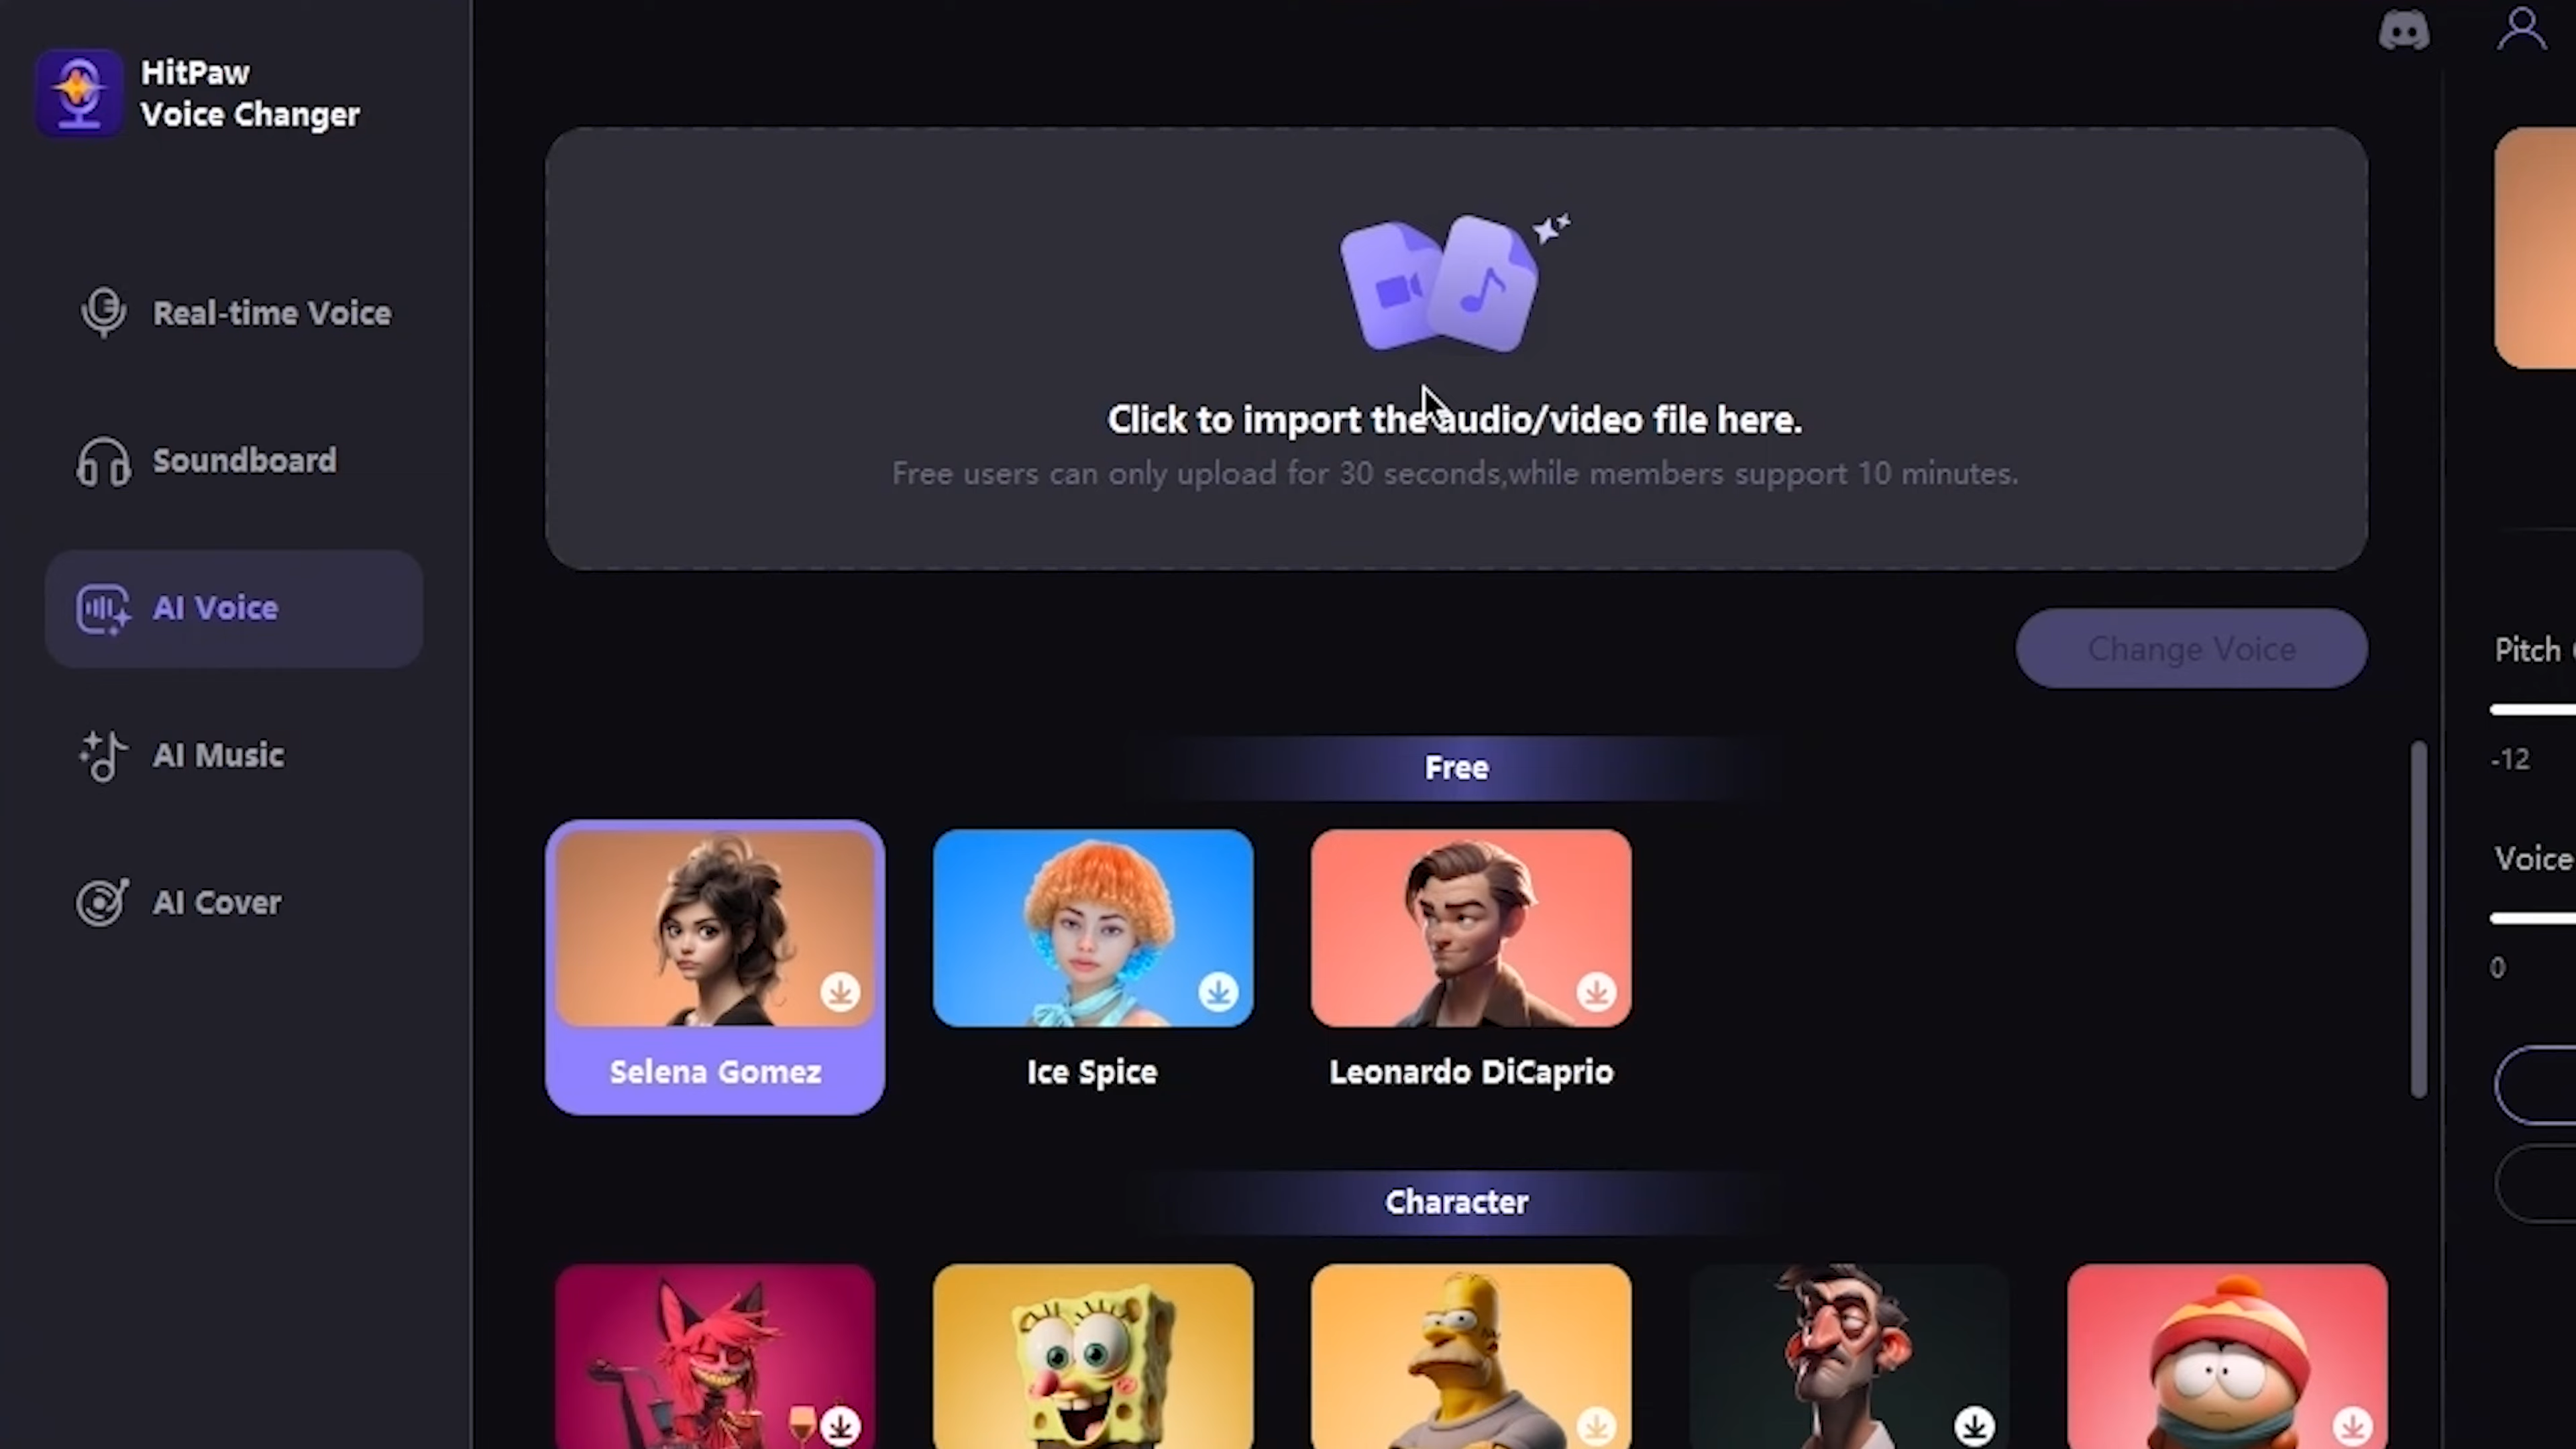 HitPaw
Voice Changer
Real-time Voice
Soundboard
AI Voice
AI Music
AI Cover
Click to import the audio/video file here.
Free users can only upload for 30 seconds,while members support 10 minutes.
Change Voice
Free
Selena Gomez
Ice Spice
Leonardo DiCaprio
Character
Pitch
-12
Voice
0